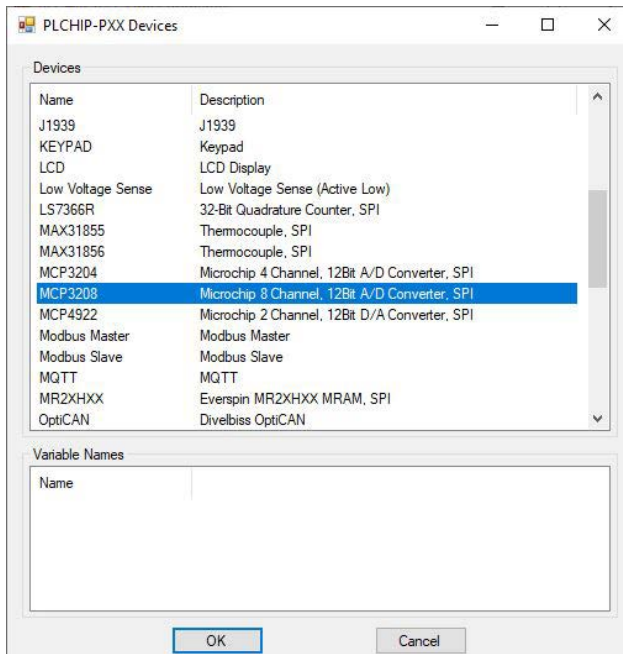 PLCHIP-PXX Devices
Devices
Name Description
J1939 J1939
KEYPAD Keypad
LCD LCD Display
Low Voltage Sense Low Voltage Sense (Active Low)
LS7366R 32-Bit Quadrature Counter, SPI
MAX31855 Thermocouple, SPI
MAX31856 Thermocouple, SPI
MCP3204 Microchip 4 Channel, 12Bit A/D Converter, SPI
MCP3208 Microchip 8 Channel, 12Bit A/D Converter, SPI
MCP4922 Microchip 2 Channel, 12Bit D/A Converter, SPI
Modbus Master Modbus Master
Modbus Slave Modbus Slave
MQTT MQTT
MR2XHXX Everspin MR2XHXX MRAM, SPI
OptiCAN Divelbiss OptiCAN
Variable Names
Name
OK Cancel